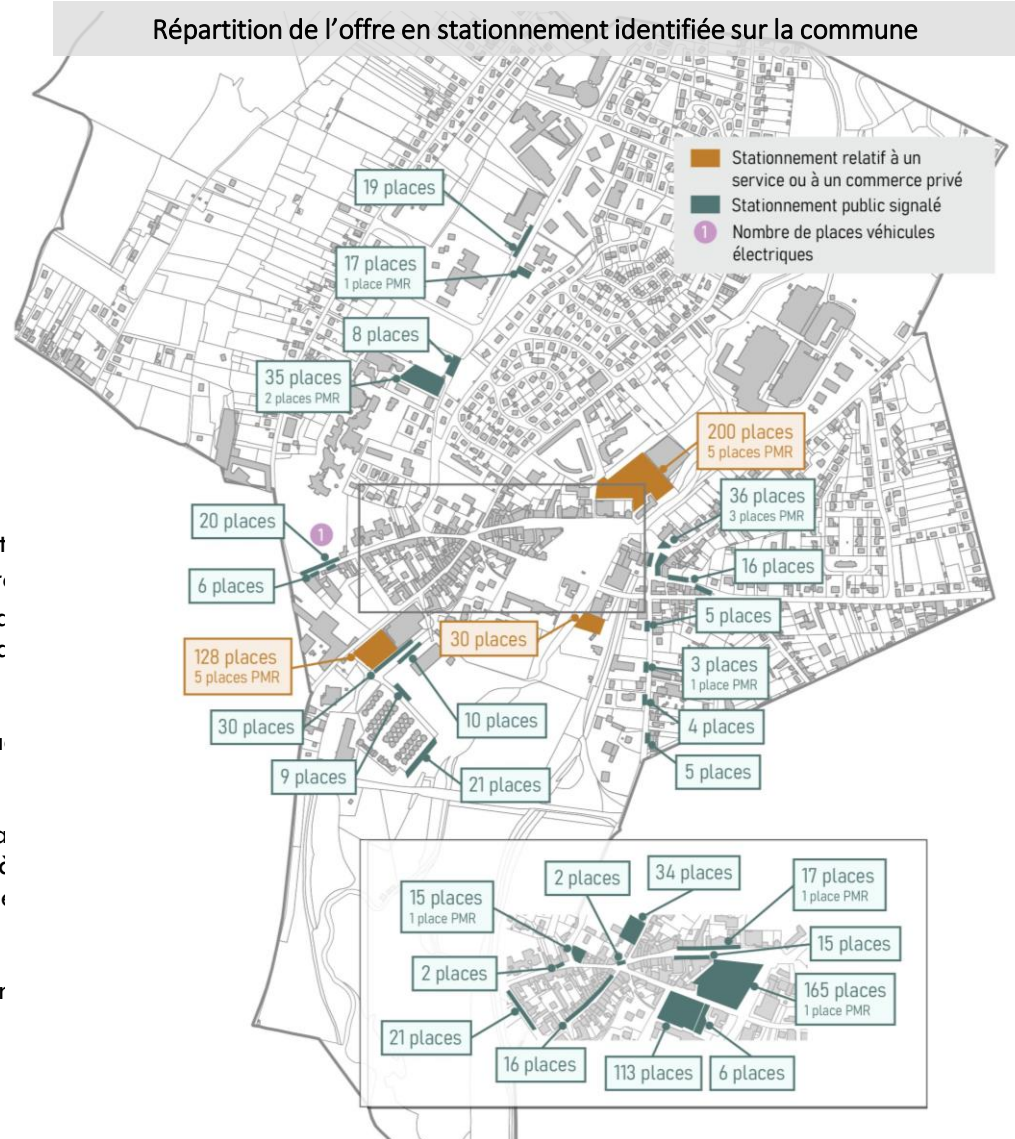 Répartition de l'offre en stationnement identifiée sur la commune
Stationnement relatif à un
service ou à un commerce privé
Stationnement public signalé
1 Nombre de places véhicules
électriques
19 places
17 places
1 place PMR
8 places
35 places
2 places PMR
200 places
5 places PMR
36 places
3 places PMR
20 places
1
16 places
6 places
5 places
30 places
128 places
5 places PMR
3 places
1 place PMR
30 places
10 places
4 places
9 places
21 places
5 places
2 places
34 places
17 places
1 place PMR
15 places
1 place PMR
15 places
2 places
165 places
1 place PMR
21 places
16 places
113 places
6 places